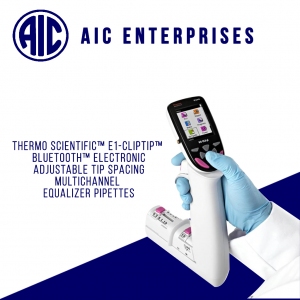 AIC
AIC ENTERPRISES
THERMO SCIENTIFIC™ E1-CLIPTIP™
BLUETOOTH™ ELECTRONIC
ADJUSTABLE TIP SPACING
MULTICHANNEL
EQUALIZER PIPETTES